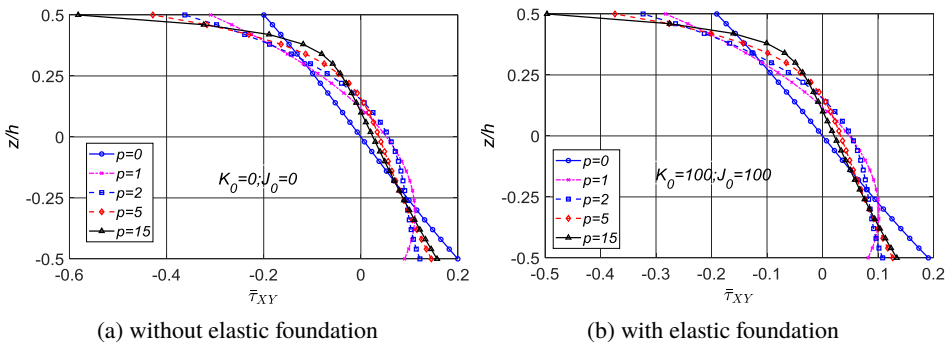 0.5
0.25
0
-0.25
-0.5
z/h
p=0
p=1
p=2
p=5
p=15
K0=0;J0=0
-0.6
-0.4
-0.2
0
0.2
τ̄XY
(a) without elastic foundation
0.5
0.25
0
-0.25
-0.5
z/h
p=0
p=1
p=2
p=5
p=15
K0=100;J0=100
-0.5
-0.4
-0.3
-0.2
-0.1
0
0.1
0.2
τ̄XY
(b) with elastic foundation